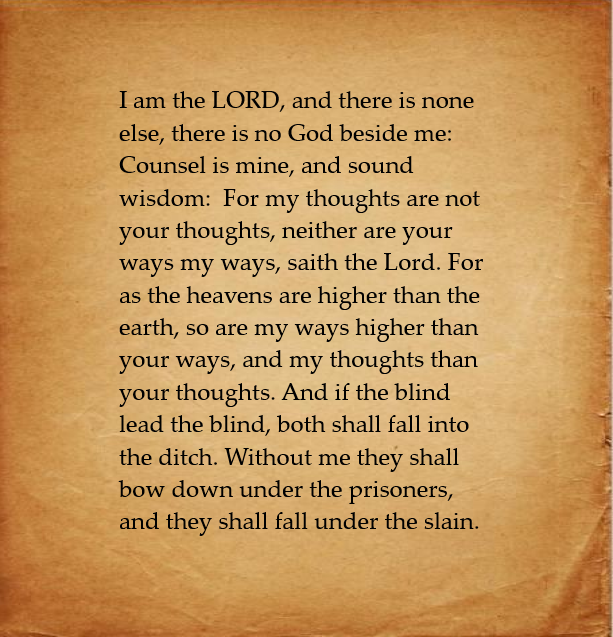 I am the LORD, and there is none
else, there is no God beside me:
Counsel is mine, and sound
wisdom:  For my thoughts are not
your thoughts, neither are your
ways my ways, saith the Lord. For
as the heavens are higher than the
earth, so are my ways higher than
your ways, and my thoughts than
your thoughts. And if the blind
lead the blind, both shall fall into
the ditch. Without me they shall
bow down under the prisoners,
and they shall fall under the slain.